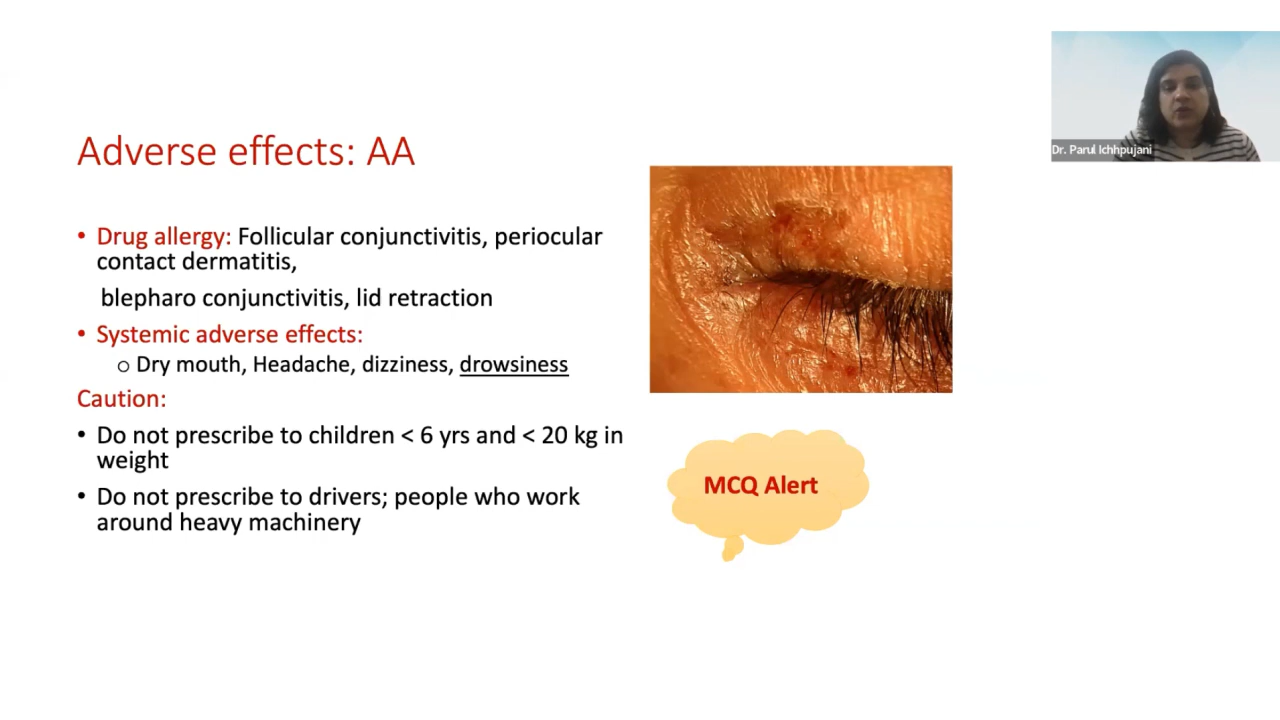 Dr. Parul Ichhpujani
Adverse effects: AA
• Drug allergy: Follicular conjunctivitis, periocular
contact dermatitis,
blepharo conjunctivitis, lid retraction
• Systemic adverse effects:
o Dry mouth, Headache, dizziness, drowsiness
Caution:
• Do not prescribe to children < 6 yrs and < 20 kg in
weight
• Do not prescribe to drivers; people who work
around heavy machinery
MCQ Alert